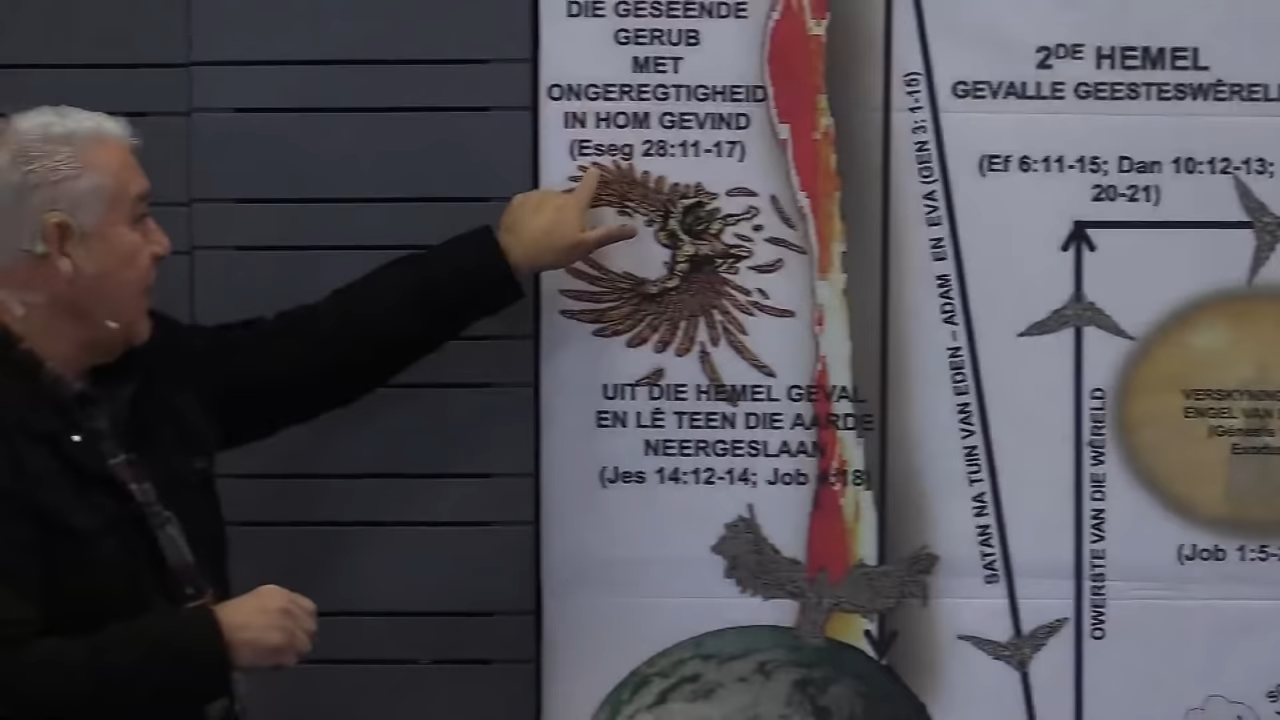 DIE GESEËNDE
GERUB
MET
ONGEREGTIGHEID
IN HOM GEVIND
(Eseg 28:11-17)
UIT DIE HEMEL GEVAL
EN LÊ TEEN DIE AARDE
NEERGESLAAN
(Jes 14:12-14; Job
SATAN NA TUIN VAN EDEN – ADAM EN EVA (GEN 3; 1-15)
2DE HEMEL
GEVALLE GEESTESWÊRELD
(Ef 6:11-15; Dan 10:12-13;
20-21)
OWERSTE VAN DIE WÊRELD
ENGEL VAN
(Job 1:5-